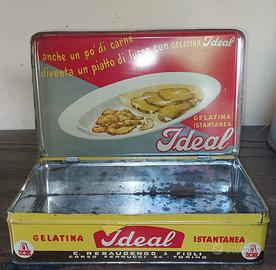 anche un po' di carne
diventa un piatto di lusso con GELATINA Ideal
GELATINA
ISTANTANEA
Ideal
GELATINA Ideal ISTANTANEA
C. REBAUDENGO & FIGLI
CORSO FERRUCCI 24 - TORINO